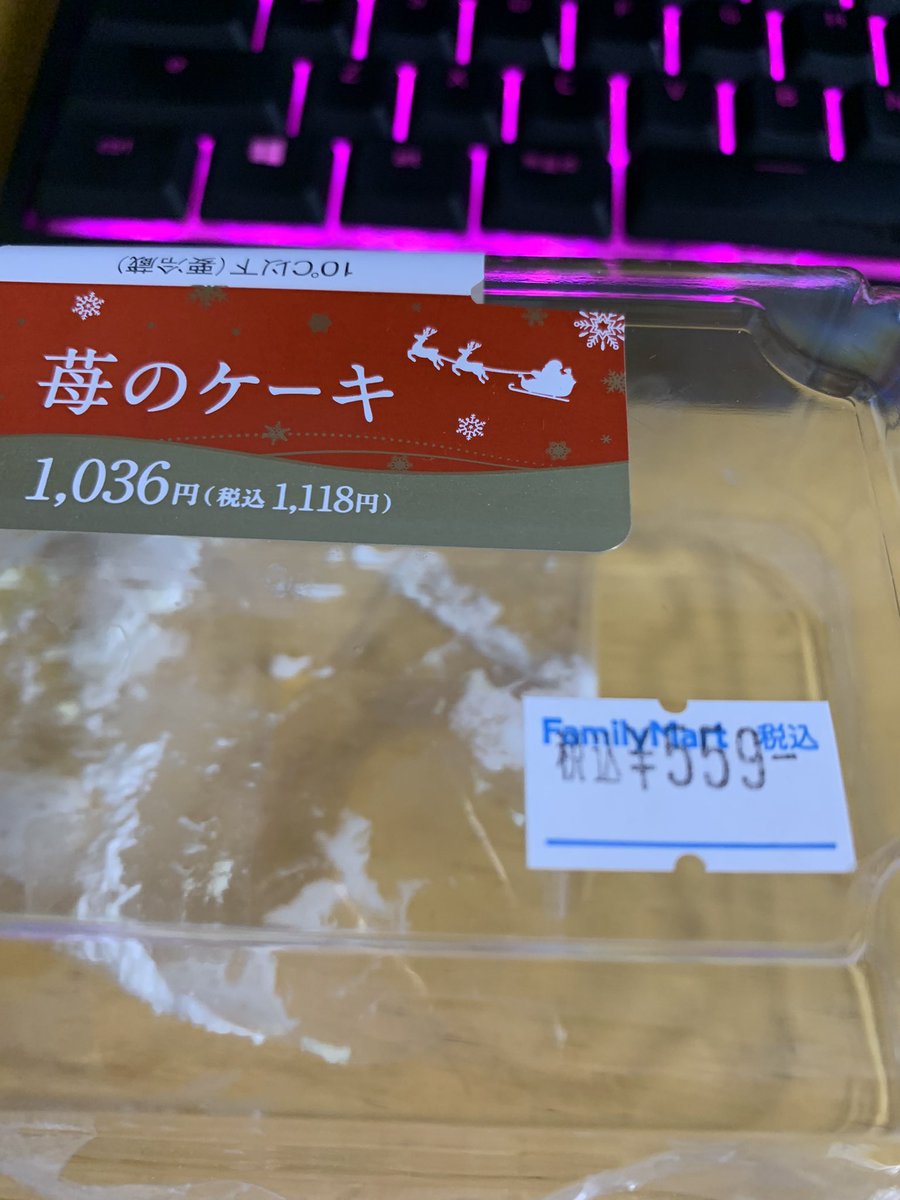 10℃以下(要冷蔵)
苺のケーキ
1,036円(税込 1,118円)
FamilyMart 税込
税込¥559-